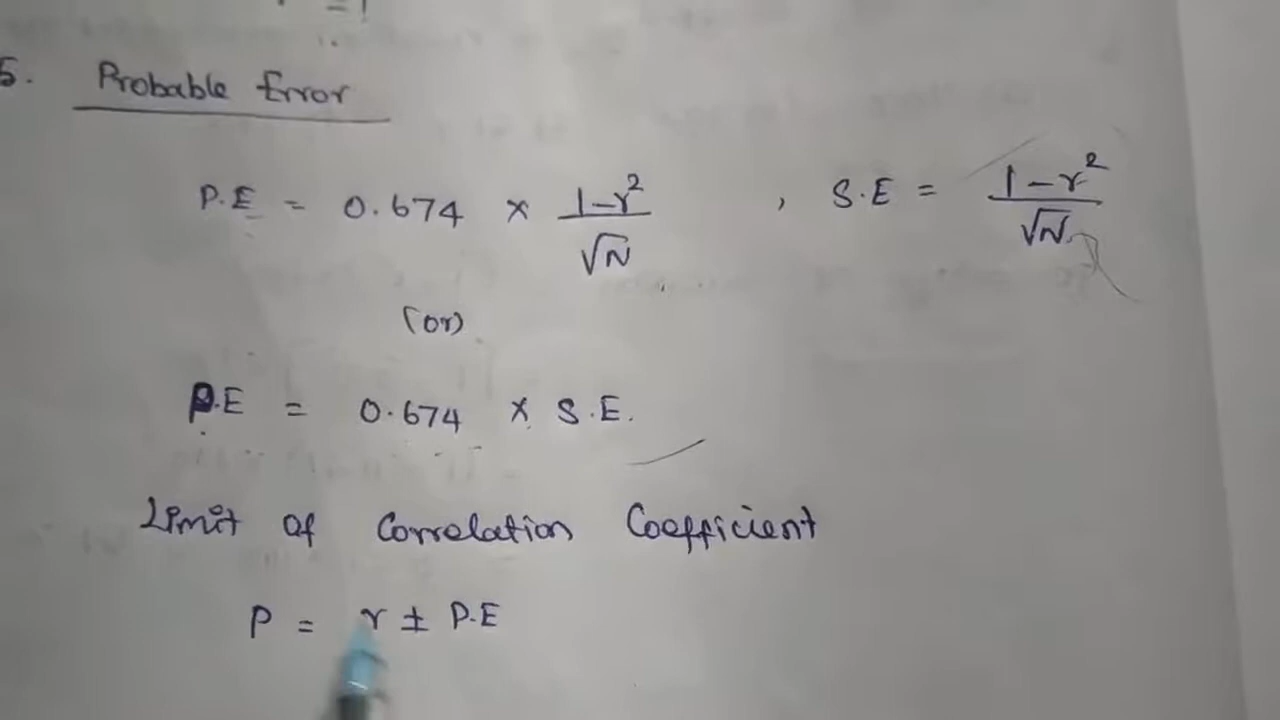 5. Probable Error
P.E = 0.674 × 1-r²/√N , S.E = 1-r²/√N
(or)
P.E = 0.674 × S.E.
Limit of Correlation Coefficient
P = r ± P.E